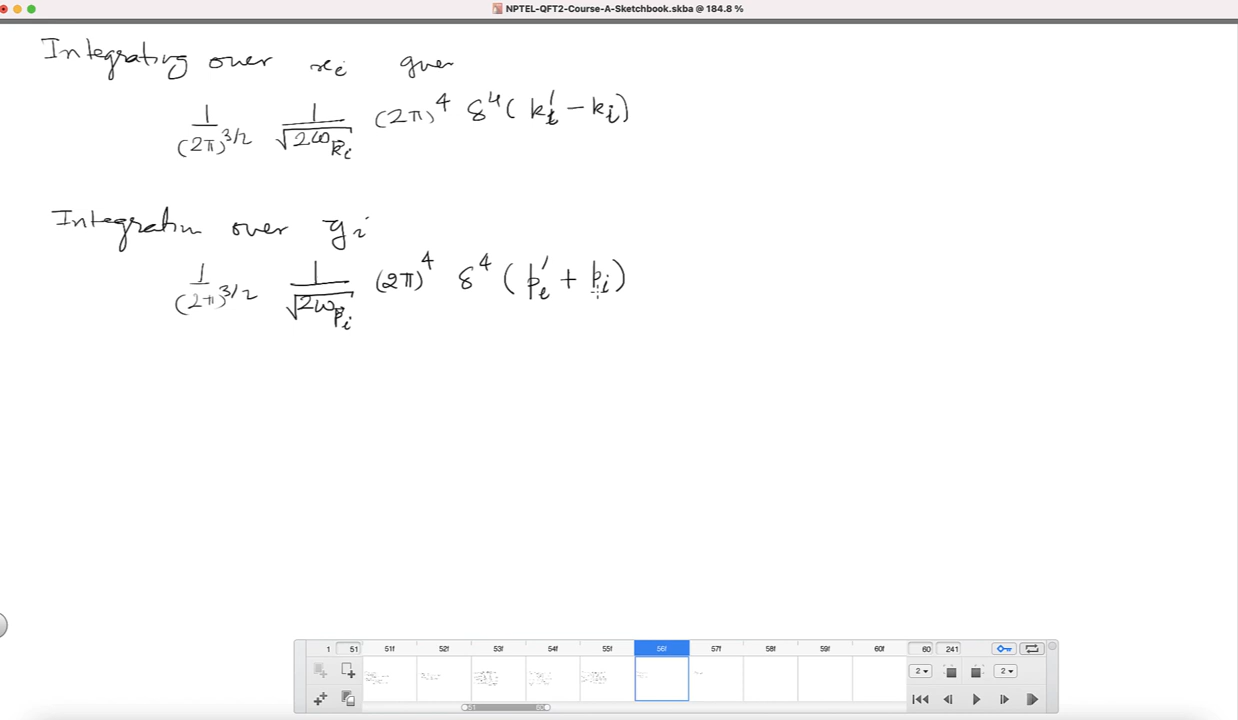 NPTEL-QFT2-Course-A-Sketchbook.skba @ 184.8 %
Integrating over x_i gives
1/(2π)^{3/2} 1/√(2ω_{k_i}) (2π)^4 δ^4 (k_i' − k_i)
Integration over y_i
1/(2π)^{3/2} 1/√(2ω_{p_i}) (2π)^4 δ^4 (p_i' + p_i)
1 51 51f 52f 53f 54f 55f 56f 57f 58f 59f 60f 60 241
2 2